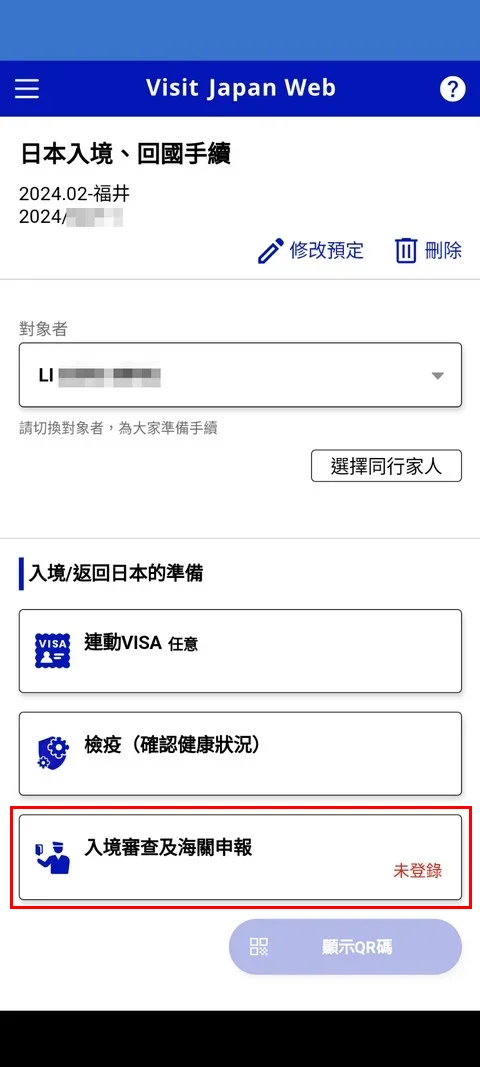 Visit Japan Web
?
日本入境、回國手續
2024.02-福井
2024/
修改預定
刪除
對象者
LI
請切換對象者，為大家準備手續
選擇同行家人
入境/返回日本的準備
VISA
連動VISA 任意
檢疫（確認健康狀況）
入境審查及海關申報
未登錄
顯示QR碼